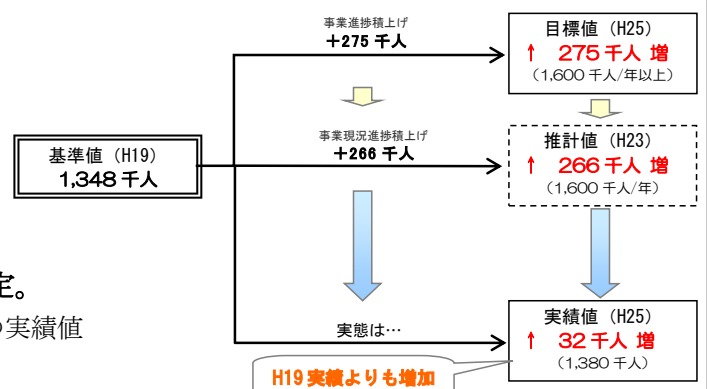 事業進捗積上げ
+275 千人
目標値（H25）
↑ 275 千人 増
（1,600 千人/年以上）
基準値（H19）
1,348 千人
事業現況進捗積上げ
+266 千人
推計値（H23）
↑ 266 千人 増
（1,600 千人/年）
定。
実績値
実態は…
実績値（H25）
↑ 32 千人 増
（1,380 千人）
H19 実績よりも増加